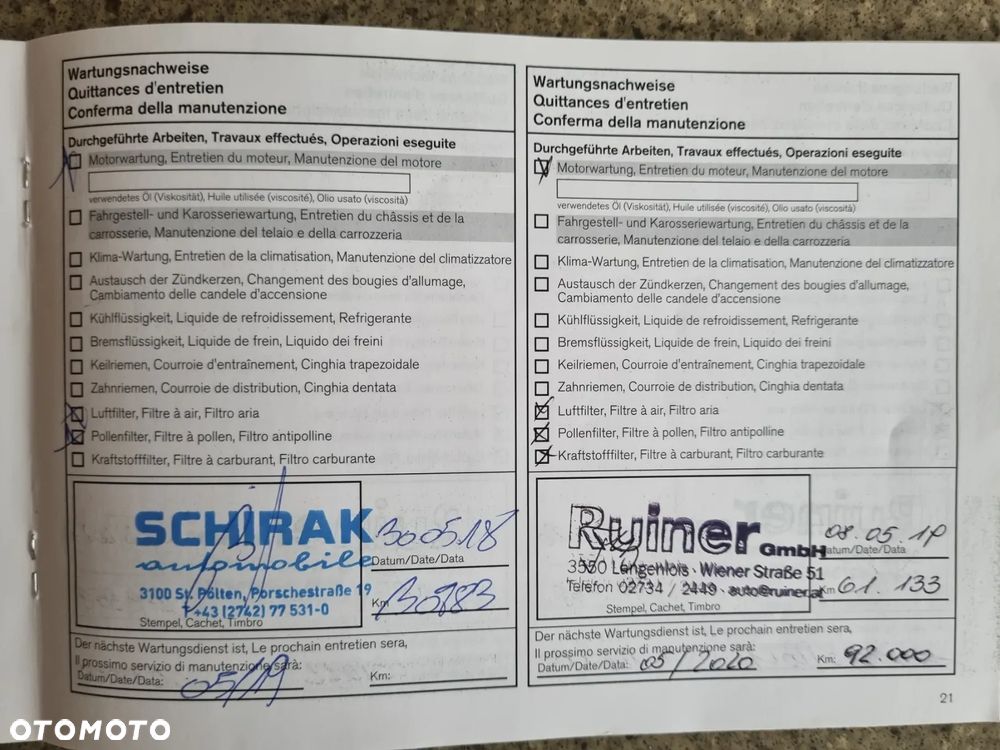 Wartungsnachweise
Quittances d'entretien
Conferma della manutenzione
Durchgeführte Arbeiten, Travaux effectués, Operazioni eseguite
Motorwartung, Entretien du moteur, Manutenzione del motore
verwendetes Öl (Viskosität), Huile utilisée (viscosité), Olio usato (viscosità)
Fahrgestell- und Karosseriewartung, Entretien du châssis et de la
carrosserie, Manutenzione del telaio e della carrozzeria
Klima-Wartung, Entretien de la climatisation, Manutenzione del climatizzatore
Austausch der Zündkerzen, Changement des bougies d'allumage,
Cambiamento delle candele d'accensione
Kühlflüssigkeit, Liquide de refroidissement, Refrigerante
Bremsflüssigkeit, Liquide de frein, Liquido dei freini
Keilriemen, Courroie d'entraînement, Cinghia trapezoidale
Zahnriemen, Courroie de distribution, Cinghia dentata
Luftfilter, Filtre à air, Filtro aria
Pollenfilter, Filtre à pollen, Filtro antipolline
Kraftstofffilter, Filtre à carburant, Filtro carburante
SCHIRAK
automobile
3100 St. Pölten, Porschestraße 19
T +43 (2742) 77 531-0
Stempel, Cachet, Timbro
30 05 18
Datum/Date/Data
Km 30983
Der nächste Wartungsdienst ist, Le prochain entretien sera,
Il prossimo servizio di manutenzione sarà:
Datum/Date/Data: 05/19 Km:
Wartungsnachweise
Quittances d'entretien
Conferma della manutenzione
Durchgeführte Arbeiten, Travaux effectués, Operazioni eseguite
Motorwartung, Entretien du moteur, Manutenzione del motore
verwendetes Öl (Viskosität), Huile utilisée (viscosité), Olio usato (viscosità)
Fahrgestell- und Karosseriewartung, Entretien du châssis et de la
carrosserie, Manutenzione del telaio e della carrozzeria
Klima-Wartung, Entretien de la climatisation, Manutenzione del climatizzatore
Austausch der Zündkerzen, Changement des bougies d'allumage,
Cambiamento delle candele d'accensione
Kühlflüssigkeit, Liquide de refroidissement, Refrigerante
Bremsflüssigkeit, Liquide de frein, Liquido dei freini
Keilriemen, Courroie d'entraînement, Cinghia trapezoidale
Zahnriemen, Courroie de distribution, Cinghia dentata
Luftfilter, Filtre à air, Filtro aria
Pollenfilter, Filtre à pollen, Filtro antipolline
Kraftstofffilter, Filtre à carburant, Filtro carburante
Ruiner GmbH
3550 Langenlois · Wiener Straße 51
Telefon 02734 / 2449 · auto@ruiner.at
Stempel, Cachet, Timbro
08.05.19
Datum/Date/Data
Km 61.133
Der nächste Wartungsdienst ist, Le prochain entretien sera,
Il prossimo servizio di manutenzione sarà:
Datum/Date/Data: 05/2020 Km: 92.000
21
OTOMOTO